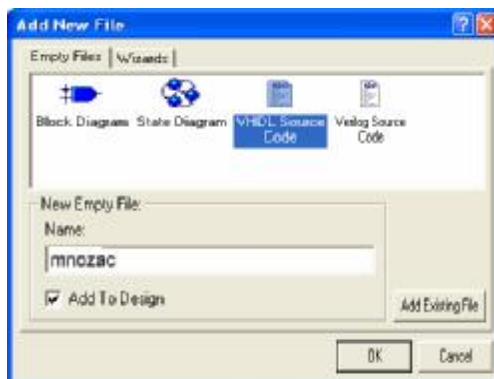 Add New File
Empty Files
Wizards
Block Diagram
State Diagram
VHDL Source Code
Verilog Source Code
New Empty File:
Name:
mnozac
Add To Design
Add Existing File
OK
Cancel